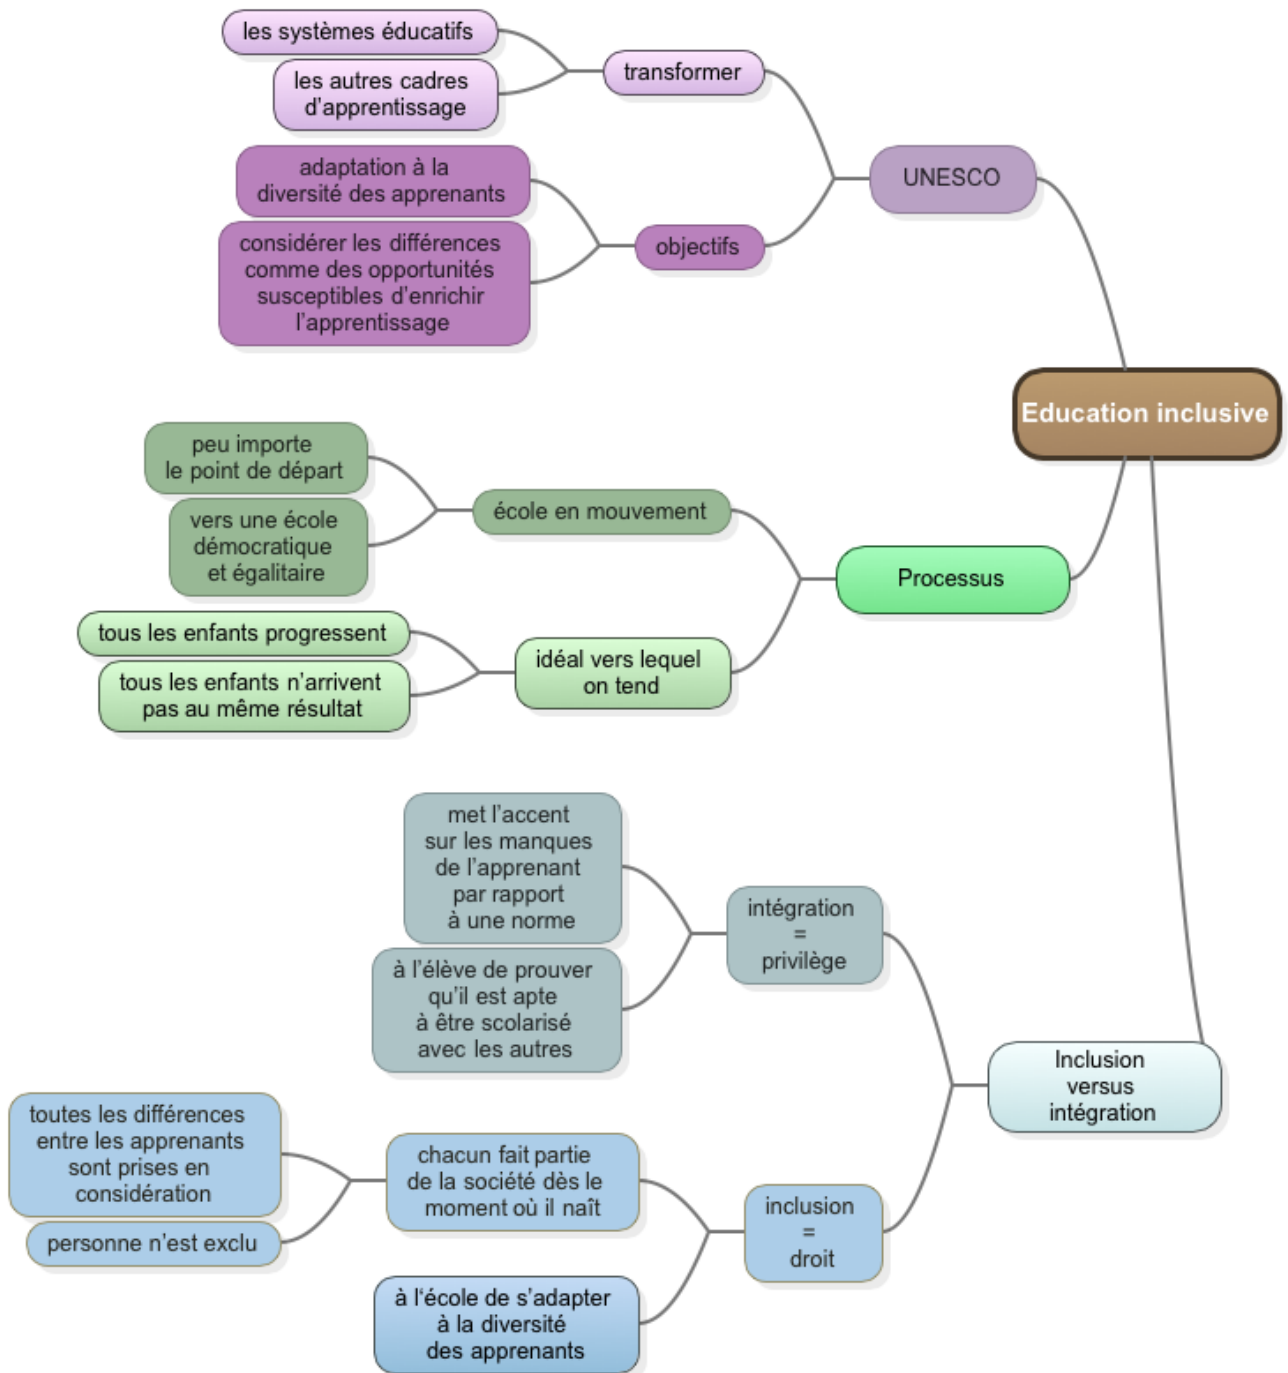 les systèmes éducatifs
les autres cadres
d'apprentissage
transformer
adaptation à la
diversité des apprenants
considérer les différences
comme des opportunités
susceptibles d'enrichir
l'apprentissage
objectifs
UNESCO
Education inclusive
peu importe
le point de départ
vers une école
démocratique
et égalitaire
école en mouvement
tous les enfants progressent
tous les enfants n'arrivent
pas au même résultat
idéal vers lequel
on tend
Processus
met l'accent
sur les manques
de l'apprenant
par rapport
à une norme
à l'élève de prouver
qu'il est apte
à être scolarisé
avec les autres
intégration
=
privilège
Inclusion
versus
intégration
toutes les différences
entre les apprenants
sont prises en
considération
personne n'est exclu
chacun fait partie
de la société dès le
moment où il naît
à l'école de s'adapter
à la diversité
des apprenants
inclusion
=
droit